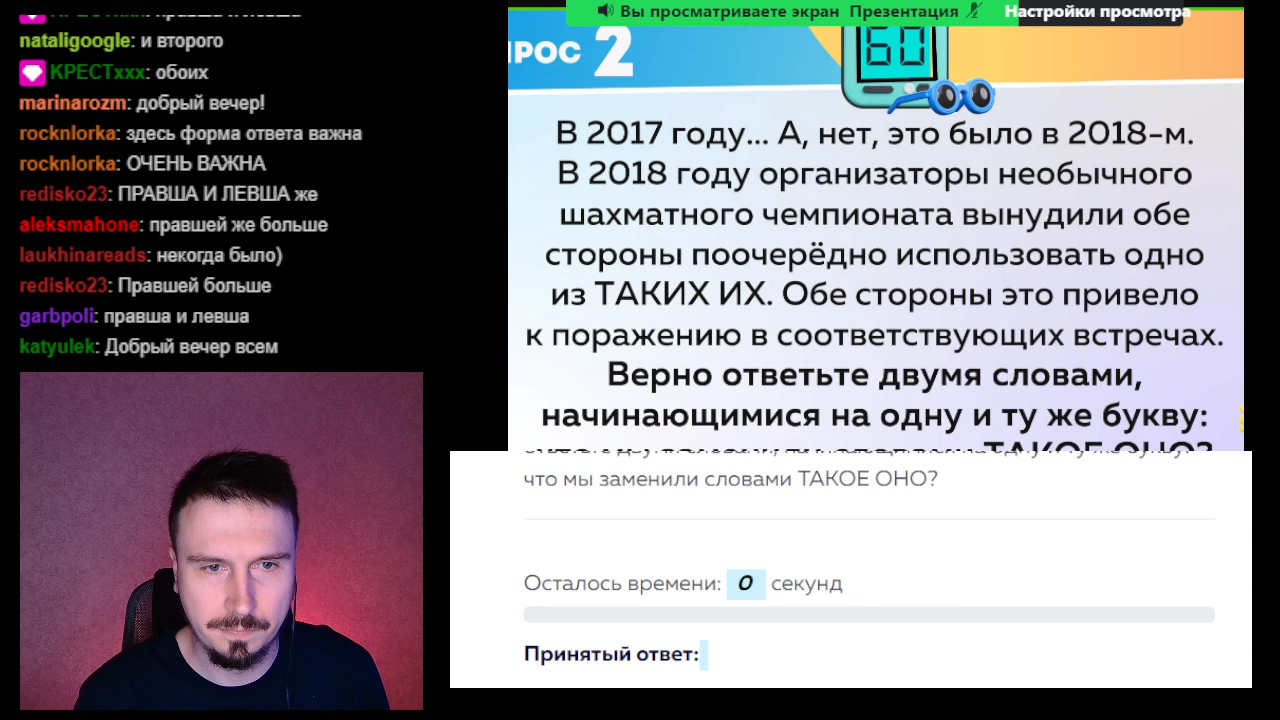 nataligoogle: и второго
КРЕСТххх: обоих
marinarozm: добрый вечер!
rocknlorka: здесь форма ответа важна
rocknlorka: ОЧЕНЬ ВАЖНА
redisko23: ПРАВША И ЛЕВША же
aleksmahone: правшей же больше
laukhinareads: некогда было)
redisko23: Правшей больше
garbpoli: правша и левша
katyulek: Добрый вечер всем
Вы просматриваете экран Презентация
Настройки просмотра
ПРОС 2
60
В 2017 году... А, нет, это было в 2018-м.
В 2018 году организаторы необычного
шахматного чемпионата вынудили обе
стороны поочерёдно использовать одно
из ТАКИХ ИХ. Обе стороны это привело
к поражению в соответствующих встречах.
Верно ответьте двумя словами,
начинающимися на одну и ту же букву:
ТАКОЕ ОНО?
что мы заменили словами ТАКОЕ ОНО?
Осталось времени: 0 секунд
Принятый ответ: